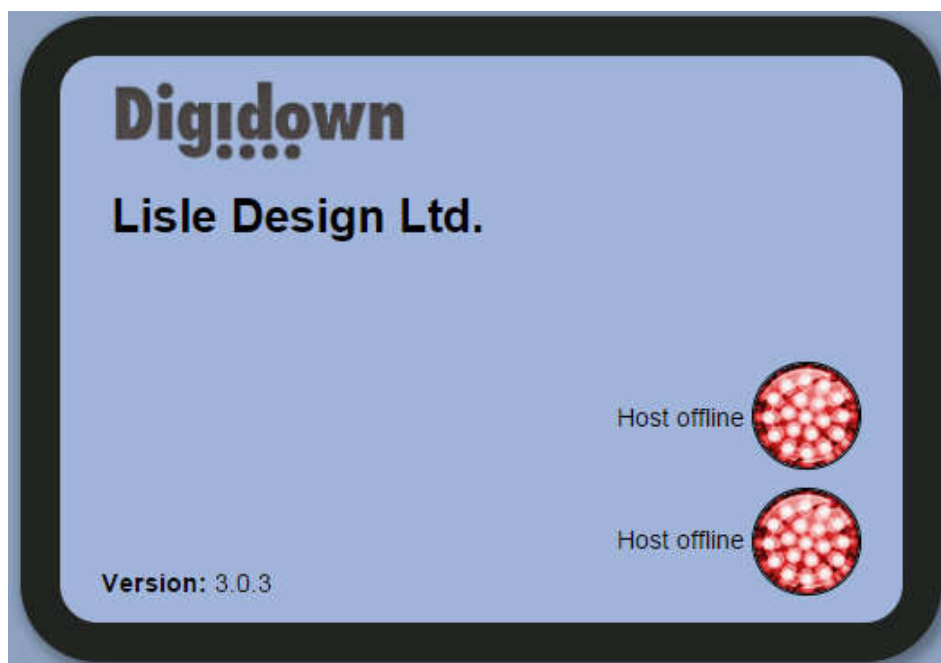 Digidown
Lisle Design Ltd.
Host offline
Host offline
Version: 3.0.3